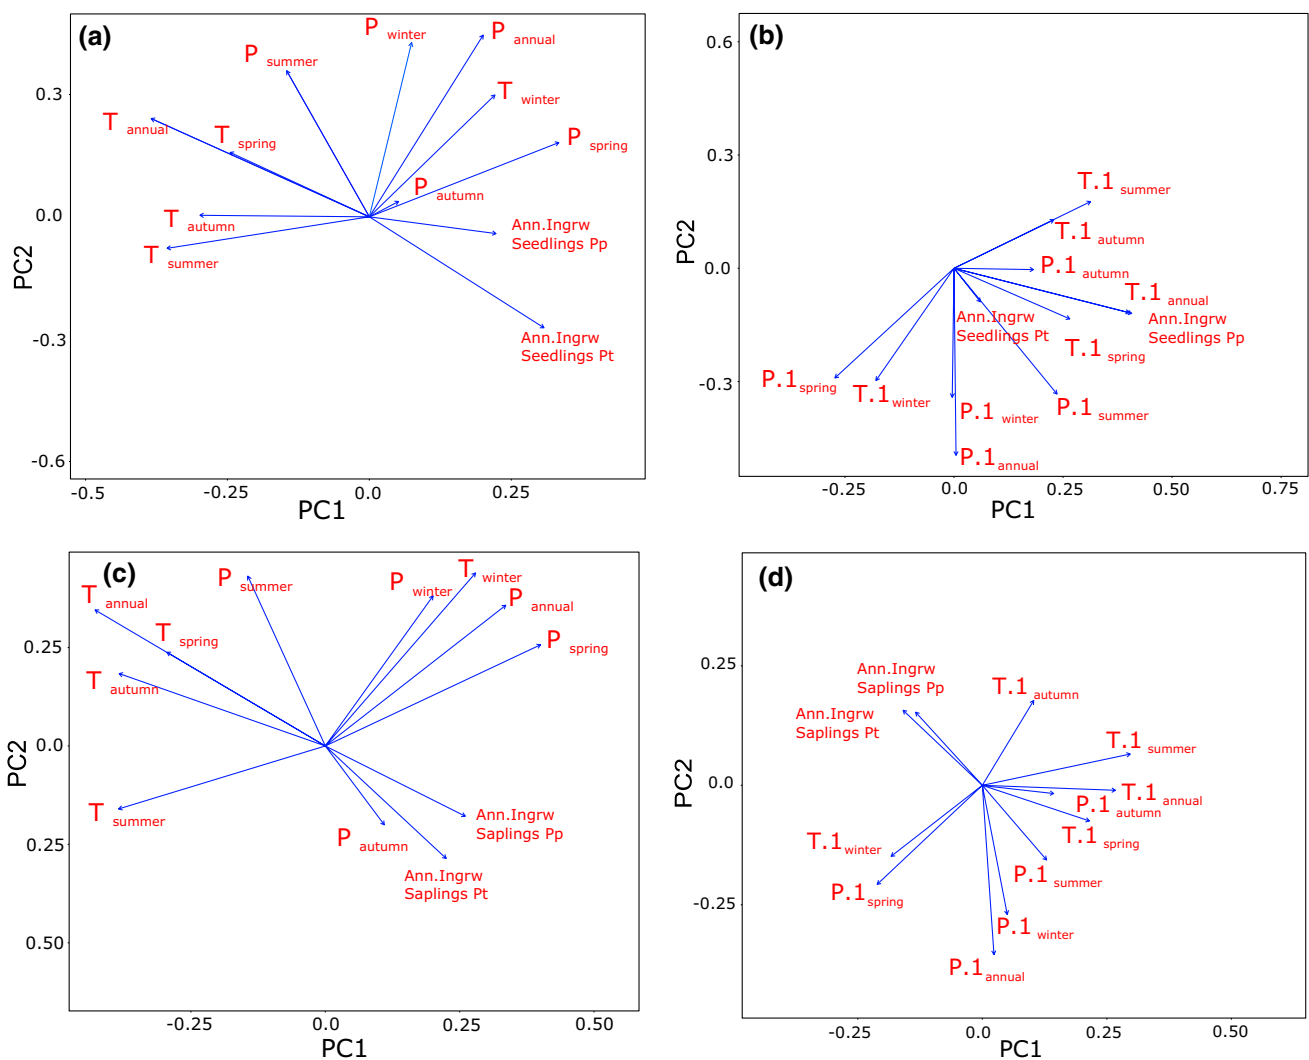 (a)
P winter
P annual
P summer
T winter
0.3
T annual
T spring
P spring
P autumn
0.0
T autumn
Ann.Ingrw
Seedlings Pp
T summer
PC2
-0.3
Ann.Ingrw
Seedlings Pt
-0.6
-0.5
-0.25
0.0
0.25
PC1
(b)
0.6
0.3
T.1 summer
T.1 autumn
PC2
0.0
P.1 autumn
T.1 annual
Ann.Ingrw
Seedlings Pt
Ann.Ingrw
Seedlings Pp
T.1 spring
-0.3
P.1 spring
T.1 winter
P.1 winter
P.1 summer
P.1 annual
-0.25
0.0
0.25
0.50
0.75
PC1
(c)
T winter
P summer
P winter
T annual
P annual
T spring
P spring
0.25
T autumn
PC2
0.0
T summer
Ann.Ingrw
Saplings Pp
P autumn
0.25
Ann.Ingrw
Saplings Pt
0.50
-0.25
0.0
0.25
0.50
PC1
(d)
0.25
Ann.Ingrw
Saplings Pp
T.1 autumn
Ann.Ingrw
Saplings Pt
T.1 summer
PC2
0.0
T.1 annual
P.1 autumn
T.1 spring
T.1 winter
P.1 summer
P.1 spring
-0.25
P.1 winter
P.1 annual
-0.25
0.0
0.25
0.50
PC1